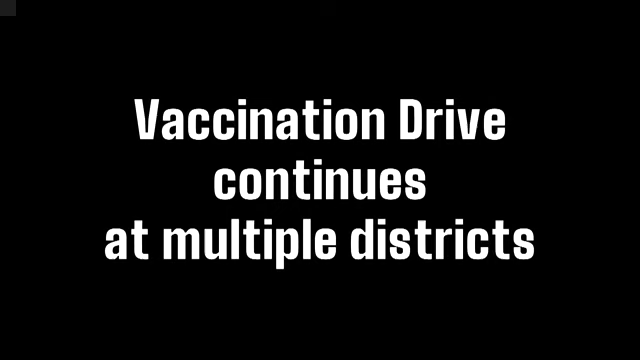 Vaccination Drive
continues
at multiple districts